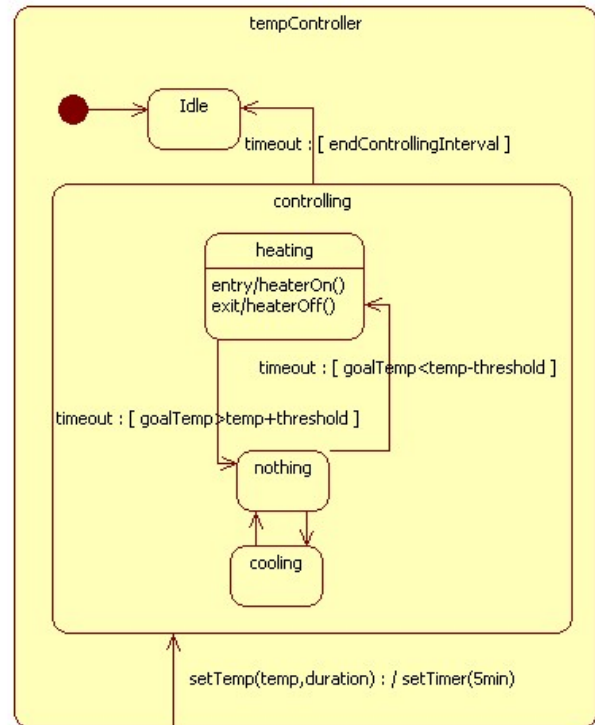 tempController
Idle
timeout : [ endControllingInterval ]
controlling
heating
entry/heaterOn()
exit/heaterOff()
timeout : [ goalTemp<temp-threshold ]
timeout : [ goalTemp>temp+threshold ]
nothing
cooling
setTemp(temp,duration) : / setTimer(5min)